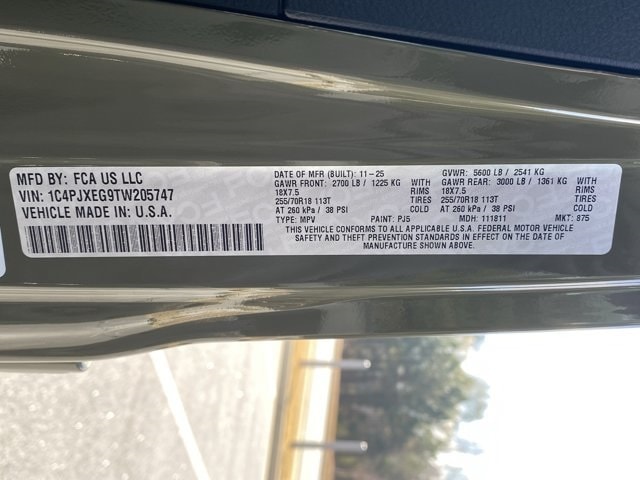 MFD BY: FCA US LLC
VIN: 1C4PJXEG9TW205747
VEHICLE MADE IN: U.S.A.
DATE OF MFR (BUILT): 11-25 GVWR: 5600 LB / 2541 KG
GAWR FRONT: 2700 LB / 1225 KG WITH GAWR REAR: 3000 LB / 1361 KG WITH
18X7.5 RIMS 18X7.5 RIMS
255/70R18 113T TIRES 255/70R18 113T TIRES
AT 260 kPa / 38 PSI COLD AT 260 kPa / 38 PSI COLD
TYPE: MPV PAINT: PJ5 MDH: 111811 MKT: 875
THIS VEHICLE CONFORMS TO ALL APPLICABLE U.S.A. FEDERAL MOTOR VEHICLE
SAFETY AND THEFT PREVENTION STANDARDS IN EFFECT ON THE DATE OF
MANUFACTURE SHOWN ABOVE.